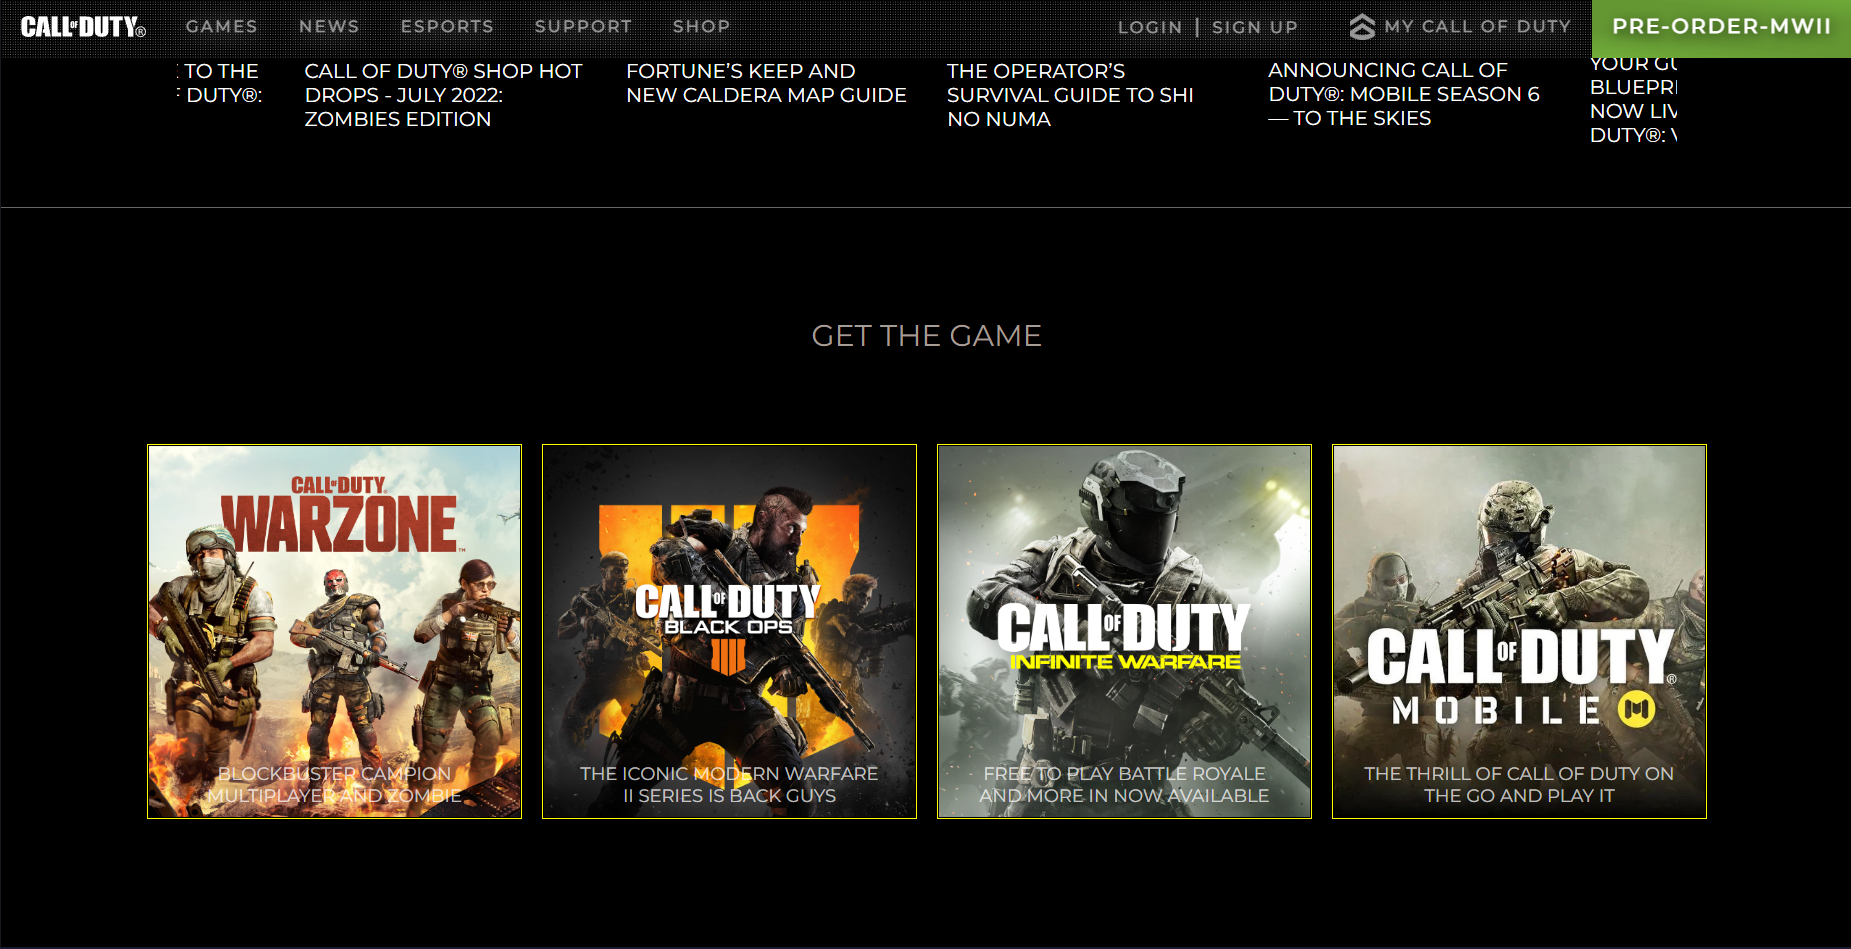 CALL OF DUTY®
GAMES
NEWS
ESPORTS
SUPPORT
SHOP
LOGIN | SIGN UP
MY CALL OF DUTY
PRE-ORDER-MWII
TO THE
DUTY®:
CALL OF DUTY® SHOP HOT
DROPS - JULY 2022:
ZOMBIES EDITION
FORTUNE’S KEEP AND
NEW CALDERA MAP GUIDE
THE OPERATOR’S
SURVIVAL GUIDE TO SHI
NO NUMA
ANNOUNCING CALL OF
DUTY®: MOBILE SEASON 6
— TO THE SKIES
YOUR GU
BLUEPRI
NOW LIV
DUTY®:
GET THE GAME
CALL OF DUTY
WARZONE™
BLOCKBUSTER CAMPION
MULTIPLAYER AND ZOMBIE
CALL OF DUTY
BLACK OPS
IIII
THE ICONIC MODERN WARFARE
II SERIES IS BACK GUYS
CALL OF DUTY
INFINITE WARFARE
FREE TO PLAY BATTLE ROYALE
AND MORE IN NOW AVAILABLE
CALL OF DUTY®
MOBILE
THE THRILL OF CALL OF DUTY ON
THE GO AND PLAY IT